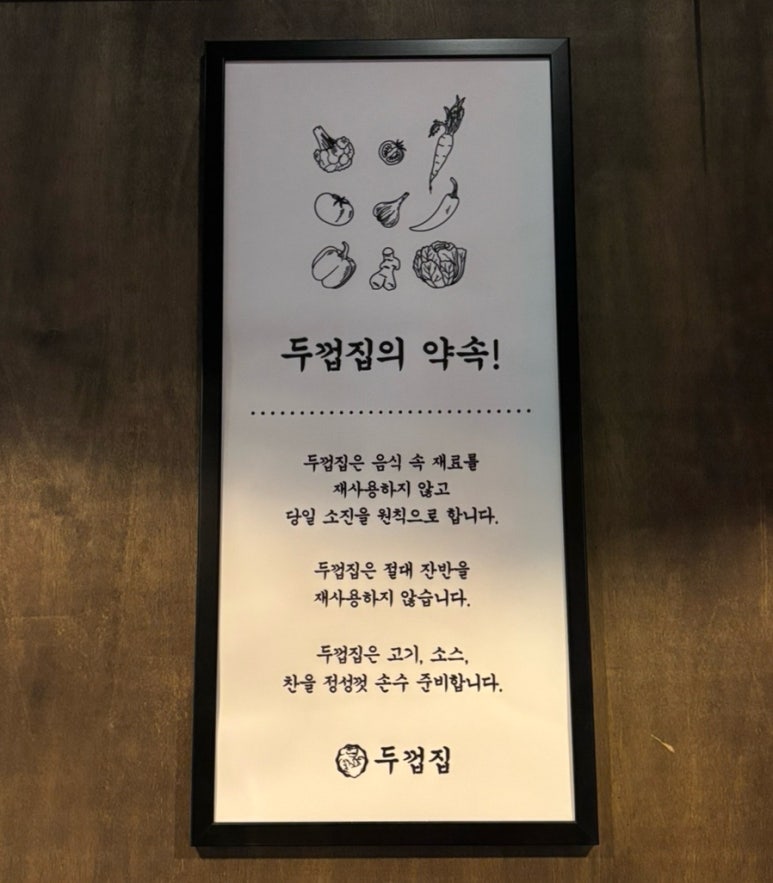 두껍집의 약속!
두껍집은 음식 속 재료를
재사용하지 않고
당일 소진을 원칙으로 합니다.
두껍집은 절대 잔반을
재사용하지 않습니다.
두껍집은 고기, 소스,
찬을 정성껏 손수 준비합니다.
두껍집